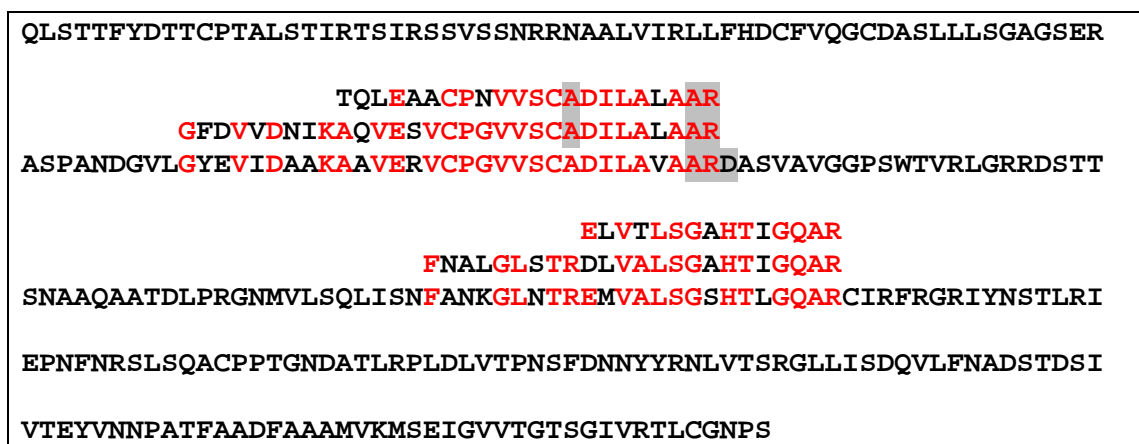 QLSTTFYDTTCPTALSTIRTSIRSSVSSNRRNAALVIRLLFHDCFVQGCDASLLLSGAGSER
TQLEAACPNVVSCADILALAAR
GFDVVDNIKAQVESVCPGVVSCADILALAAR
ASPANDGVLGYEVIDAAKAAVERVCPGVVSCADILAVAARDASVAVGGPSWTVRLGRRDSTT
ELVTLSGAHTIGQAR
FNALGLSTRDLVALSGAHTIGQAR
SNAAQAATDLPRGNMVLSQLISNFANKGLNTREMVALSGSHTLGQARCIRFRGRIYNSTLRI
EPNFNRSLSQACPPTGNDATLRPLDLVTPNSFDNNYYRNLVTSRGLLISDQVLFNADSTDSI
VTEYVNNPATFAADFAAAMVKMSEIGVVTGTSGIVRTLCGNPS